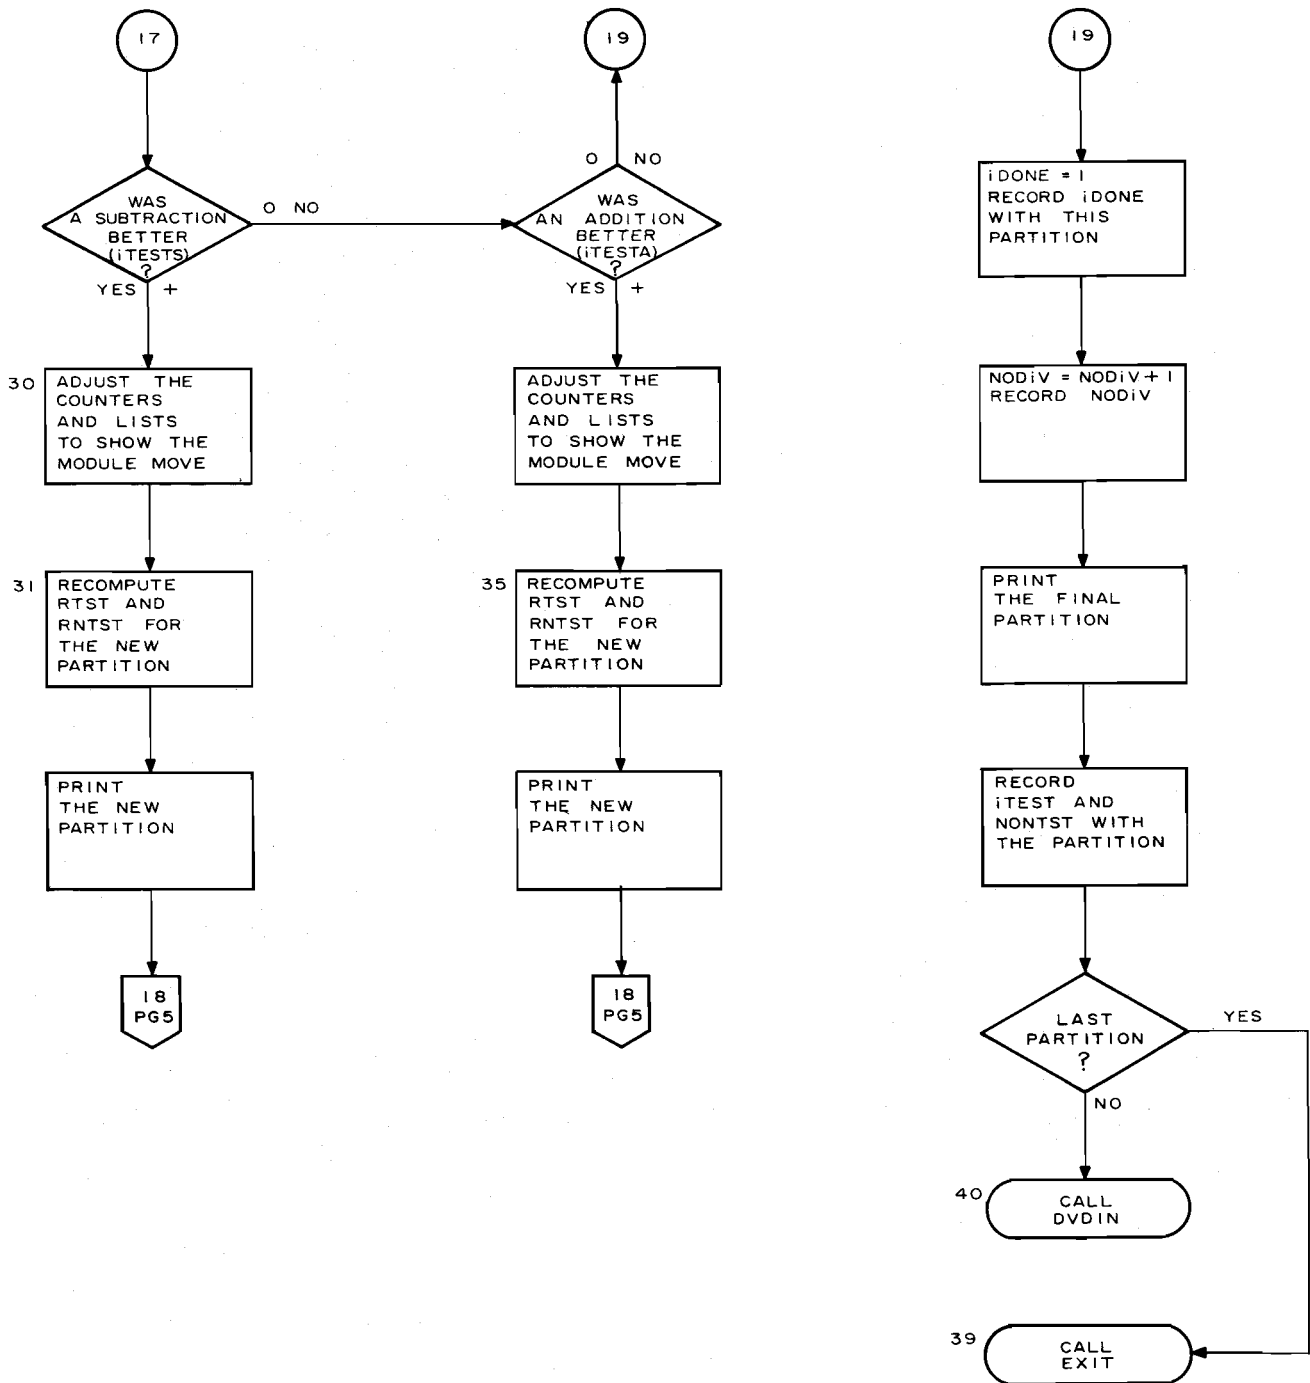 17
WAS
A SUBTRACTION
BETTER
(iTESTS)
?
O NO
YES +
30
ADJUST THE
COUNTERS
AND LISTS
TO SHOW THE
MODULE MOVE
31
RECOMPUTE
RTST AND
RNTST FOR
THE NEW
PARTITION
PRINT
THE NEW
PARTITION
18
PG5
19
O NO
WAS
AN ADDITION
BETTER
(iTESTA)
?
YES +
ADJUST THE
COUNTERS
AND LISTS
TO SHOW THE
MODULE MOVE
35
RECOMPUTE
RTST AND
RNTST FOR
THE NEW
PARTITION
PRINT
THE NEW
PARTITION
18
PG5
19
iDONE = 1
RECORD iDONE
WITH THIS
PARTITION
NODiV = NODiV + 1
RECORD NODiV
PRINT
THE FINAL
PARTITION
RECORD
iTEST AND
NONTST WITH
THE PARTITION
LAST
PARTITION
?
YES
NO
40
CALL
DVDIN
39
CALL
EXIT